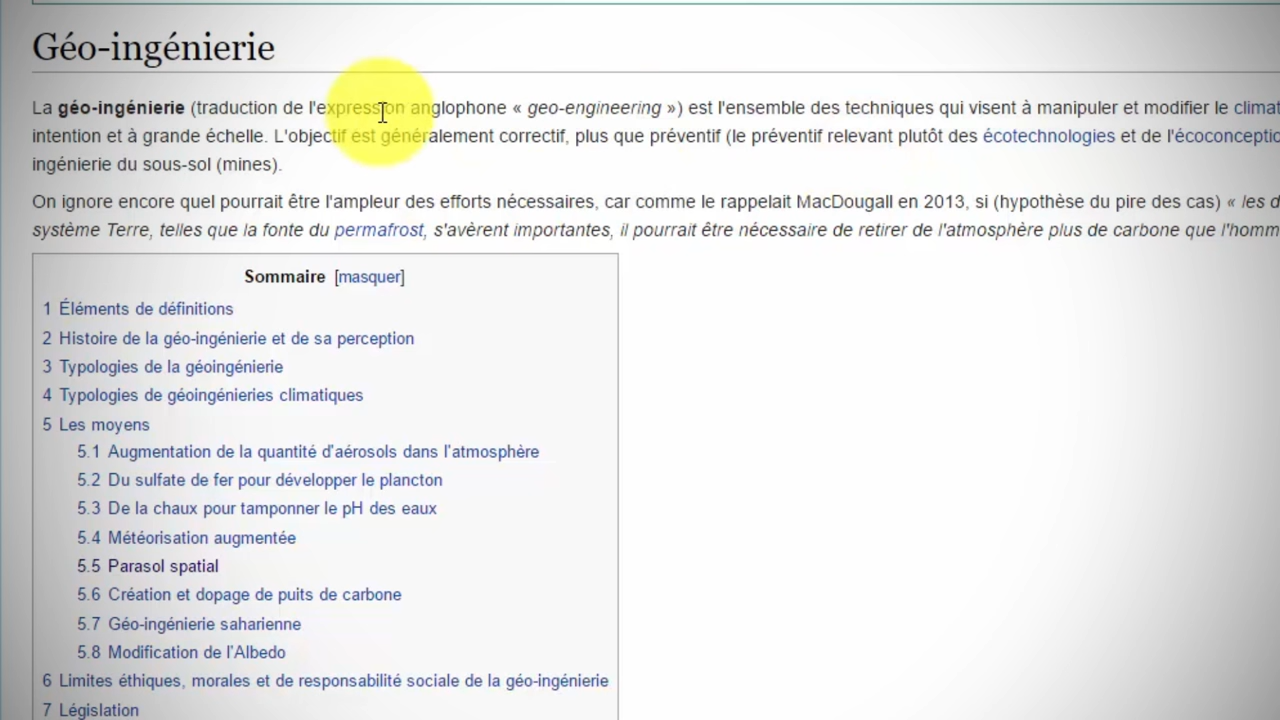 Géo-ingénierie
La géo-ingénierie (traduction de l'expression anglophone « geo-engineering ») est l'ensemble des techniques qui visent à manipuler et modifier le
intention et à grande échelle. L'objectif est généralement correctif, plus que préventif (le préventif relevant plutôt des écotechnologies et de
ingénierie du sous-sol (mines).
On ignore encore quel pourrait être l'ampleur des efforts nécessaires, car comme le rappelait MacDougall en 2013, si (hypothèse du pire des cas) « les
système Terre, telles que la fonte du permafrost, s'avèrent importantes, il pourrait être nécessaire de retirer de l'atmosphère plus de carbone que
Sommaire [masquer]
1 Éléments de définitions
2 Histoire de la géo-ingénierie et de sa perception
3 Typologies de la géoingénierie
4 Typologies de géoingénieries climatiques
5 Les moyens
5.1 Augmentation de la quantité d'aérosols dans l'atmosphère
5.2 Du sulfate de fer pour développer le plancton
5.3 De la chaux pour tamponner le pH des eaux
5.4 Météorisation augmentée
5.5 Parasol spatial
5.6 Création et dopage de puits de carbone
5.7 Géo-ingénierie saharienne
5.8 Modification de l'Albedo
6 Limites éthiques, morales et de responsabilité sociale de la géo-ingénierie
7 Législation